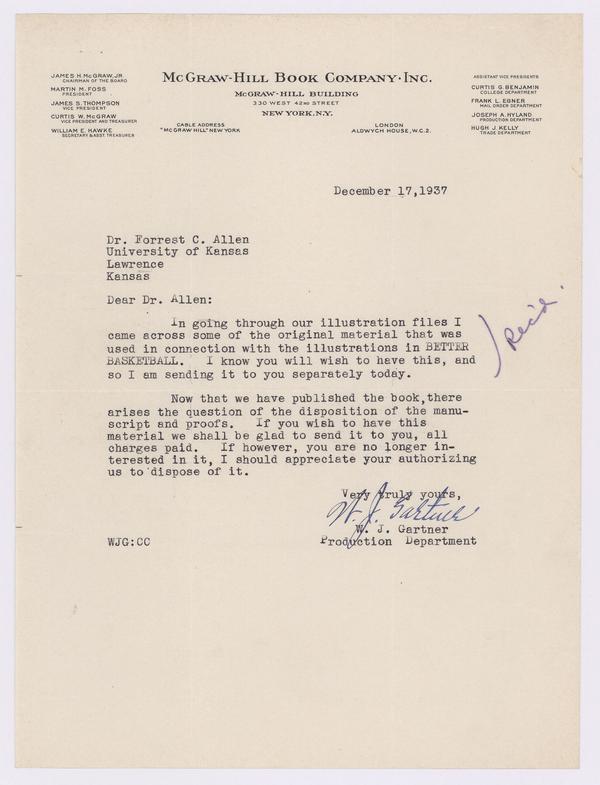 McGraw-Hill Book Company·Inc.
McGraw-Hill Building
330 West 42nd Street
New York, N.Y.
JAMES H. McGRAW, JR.
CHAIRMAN OF THE BOARD
MARTIN M. FOSS
PRESIDENT
JAMES S. THOMPSON
VICE PRESIDENT
CURTIS W. McGRAW
VICE PRESIDENT AND TREASURER
WILLIAM E. HAWKE
SECRETARY & ASST. TREASURER
CABLE ADDRESS
"McGRAW HILL" NEW YORK
LONDON
ALDWYCH HOUSE, W.C.2.
ASSISTANT VICE PRESIDENTS
CURTIS G. BENJAMIN
COLLEGE DEPARTMENT
FRANK L. EGNER
MAIL ORDER DEPARTMENT
JOSEPH A. HYLAND
PRODUCTION DEPARTMENT
HUGH J. KELLY
TRADE DEPARTMENT
December 17,1937
Dr. Forrest C. Allen
University of Kansas
Lawrence
Kansas
Dear Dr. Allen:
In going through our illustration files I
came across some of the original material that was
used in connection with the illustrations in BETTER
BASKETBALL. I know you will wish to have this, and
so I am sending it to you separately today.
Rec'd.
Now that we have published the book,there
arises the question of the disposition of the manu-
script and proofs. If you wish to have this
material we shall be glad to send it to you, all
charges paid. If however, you are no longer in-
terested in it, I should appreciate your authorizing
us to dispose of it.
Very truly yours,
W. J. Gartner
W. J. Gartner
WJG:CC Production Department